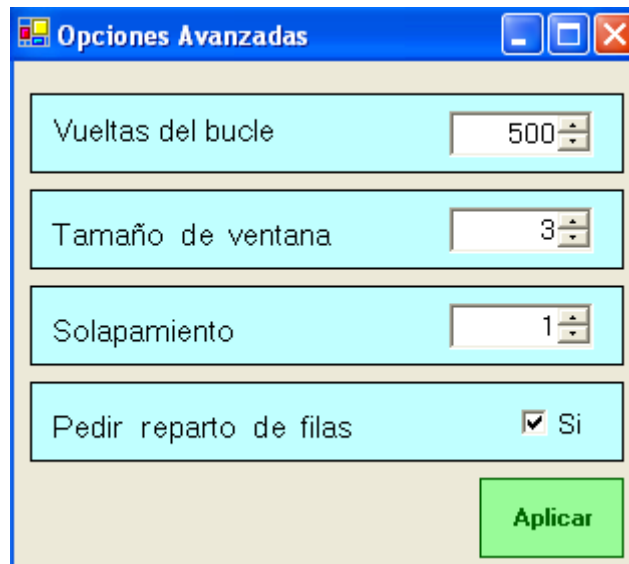 Opciones Avanzadas
Vueltas del bucle 500
Tamaño de ventana 3
Solapamiento 1
Pedir reparto de filas Si
Aplicar